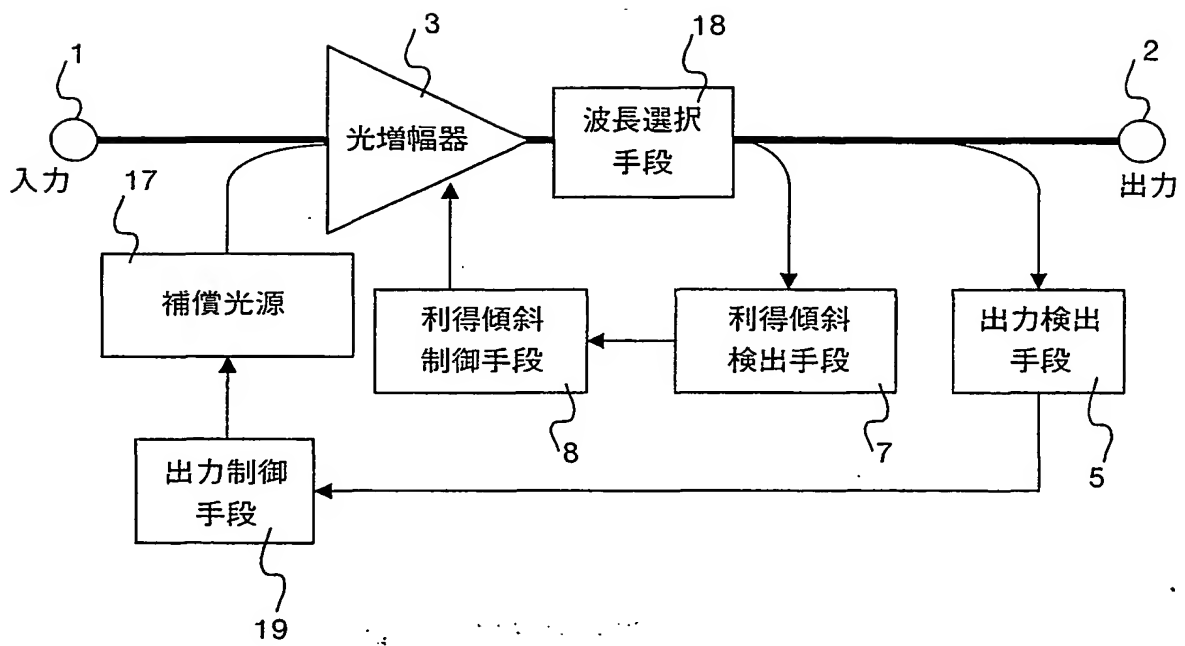 1
3
18
2
光増幅器
波長選択
手段
入力
出力
17
補償光源
利得傾斜
制御手段
利得傾斜
検出手段
出力検出
手段
8
7
5
出力制御
手段
19